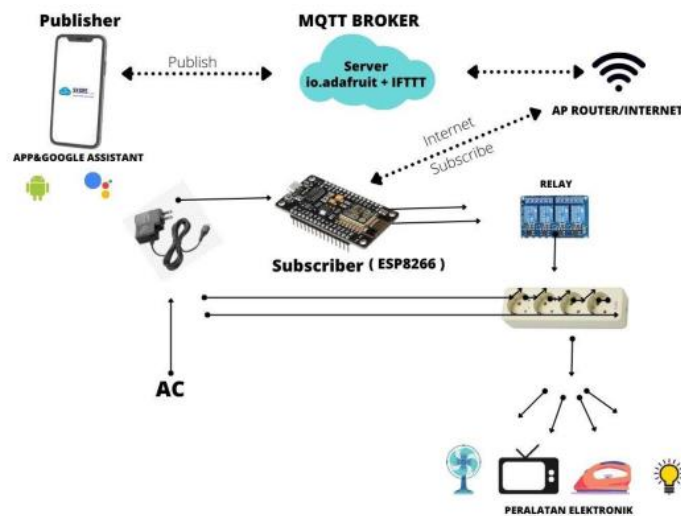 Publisher
MQTT BROKER
Publish
Server
io.adafruit + IFTTT
AP ROUTER/INTERNET
APP&GOOGLE ASSISTANT
Internet
Subscribe
RELAY
Subscriber ( ESP8266 )
AC
PERALATAN ELEKTRONIK